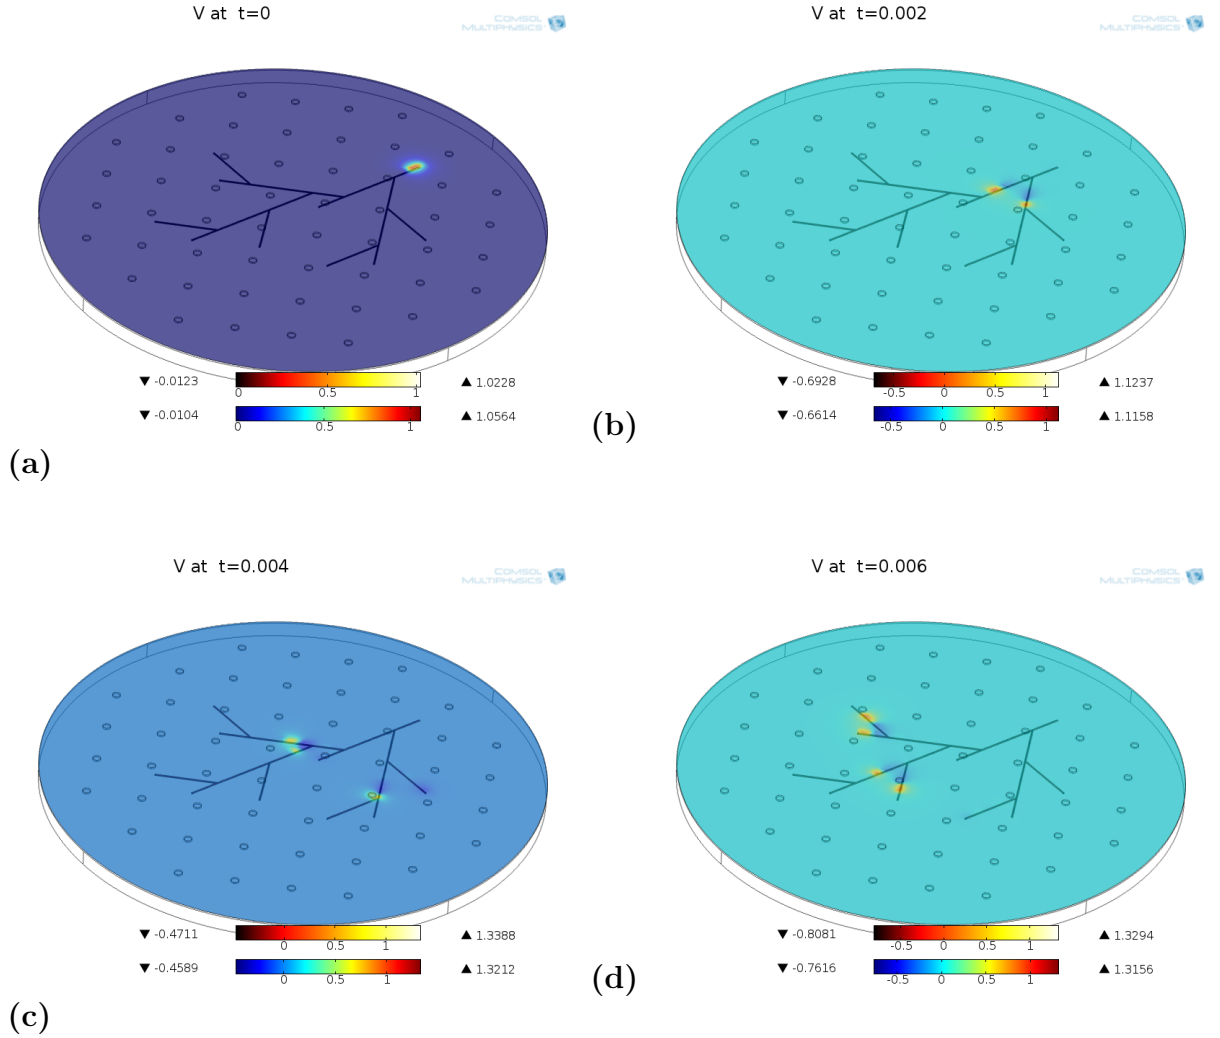 V at t=0
COMSOL
MULTIPHYSICS
0 0.5 1
▼ -0.0123 ▲ 1.0228
0 0.5 1
▼ -0.0104 ▲ 1.0564
(a)
V at t=0.002
COMSOL
MULTIPHYSICS
-0.5 0 0.5 1
▼ -0.6928 ▲ 1.1237
-0.5 0 0.5 1
▼ -0.6614 ▲ 1.1158
(b)
V at t=0.004
COMSOL
MULTIPHYSICS
0 0.5 1
▼ -0.4711 ▲ 1.3388
0 0.5 1
▼ -0.4589 ▲ 1.3212
(c)
V at t=0.006
COMSOL
MULTIPHYSICS
-0.5 0 0.5 1
▼ -0.8081 ▲ 1.3294
-0.5 0 0.5 1
▼ -0.7616 ▲ 1.3156
(d)